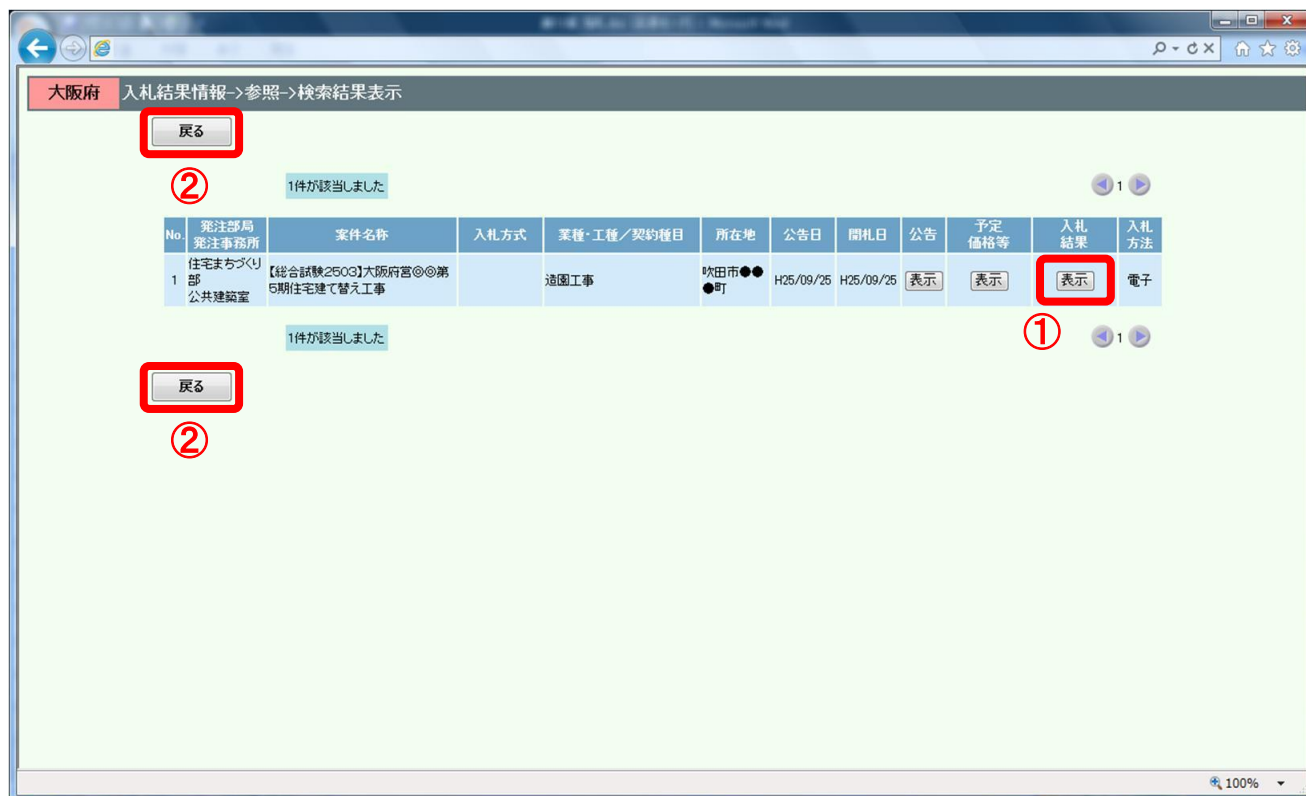 大阪府 入札結果情報->参照->検索結果表示
戻る
②
1件が該当しました
1
No. 発注部局 発注事務所 案件名称 入札方式 業種・工種／契約種目 所在地 公告日 開札日 公告 予定価格等 入札結果 入札方法
1 住宅まちづくり部 公共建築室 【総合試験2503】大阪府営◎◎第5期住宅建て替え工事 造園工事 吹田市●●●町 H25/09/25 H25/09/25 表示 表示 表示 電子
①
1件が該当しました
1
戻る
②
100%